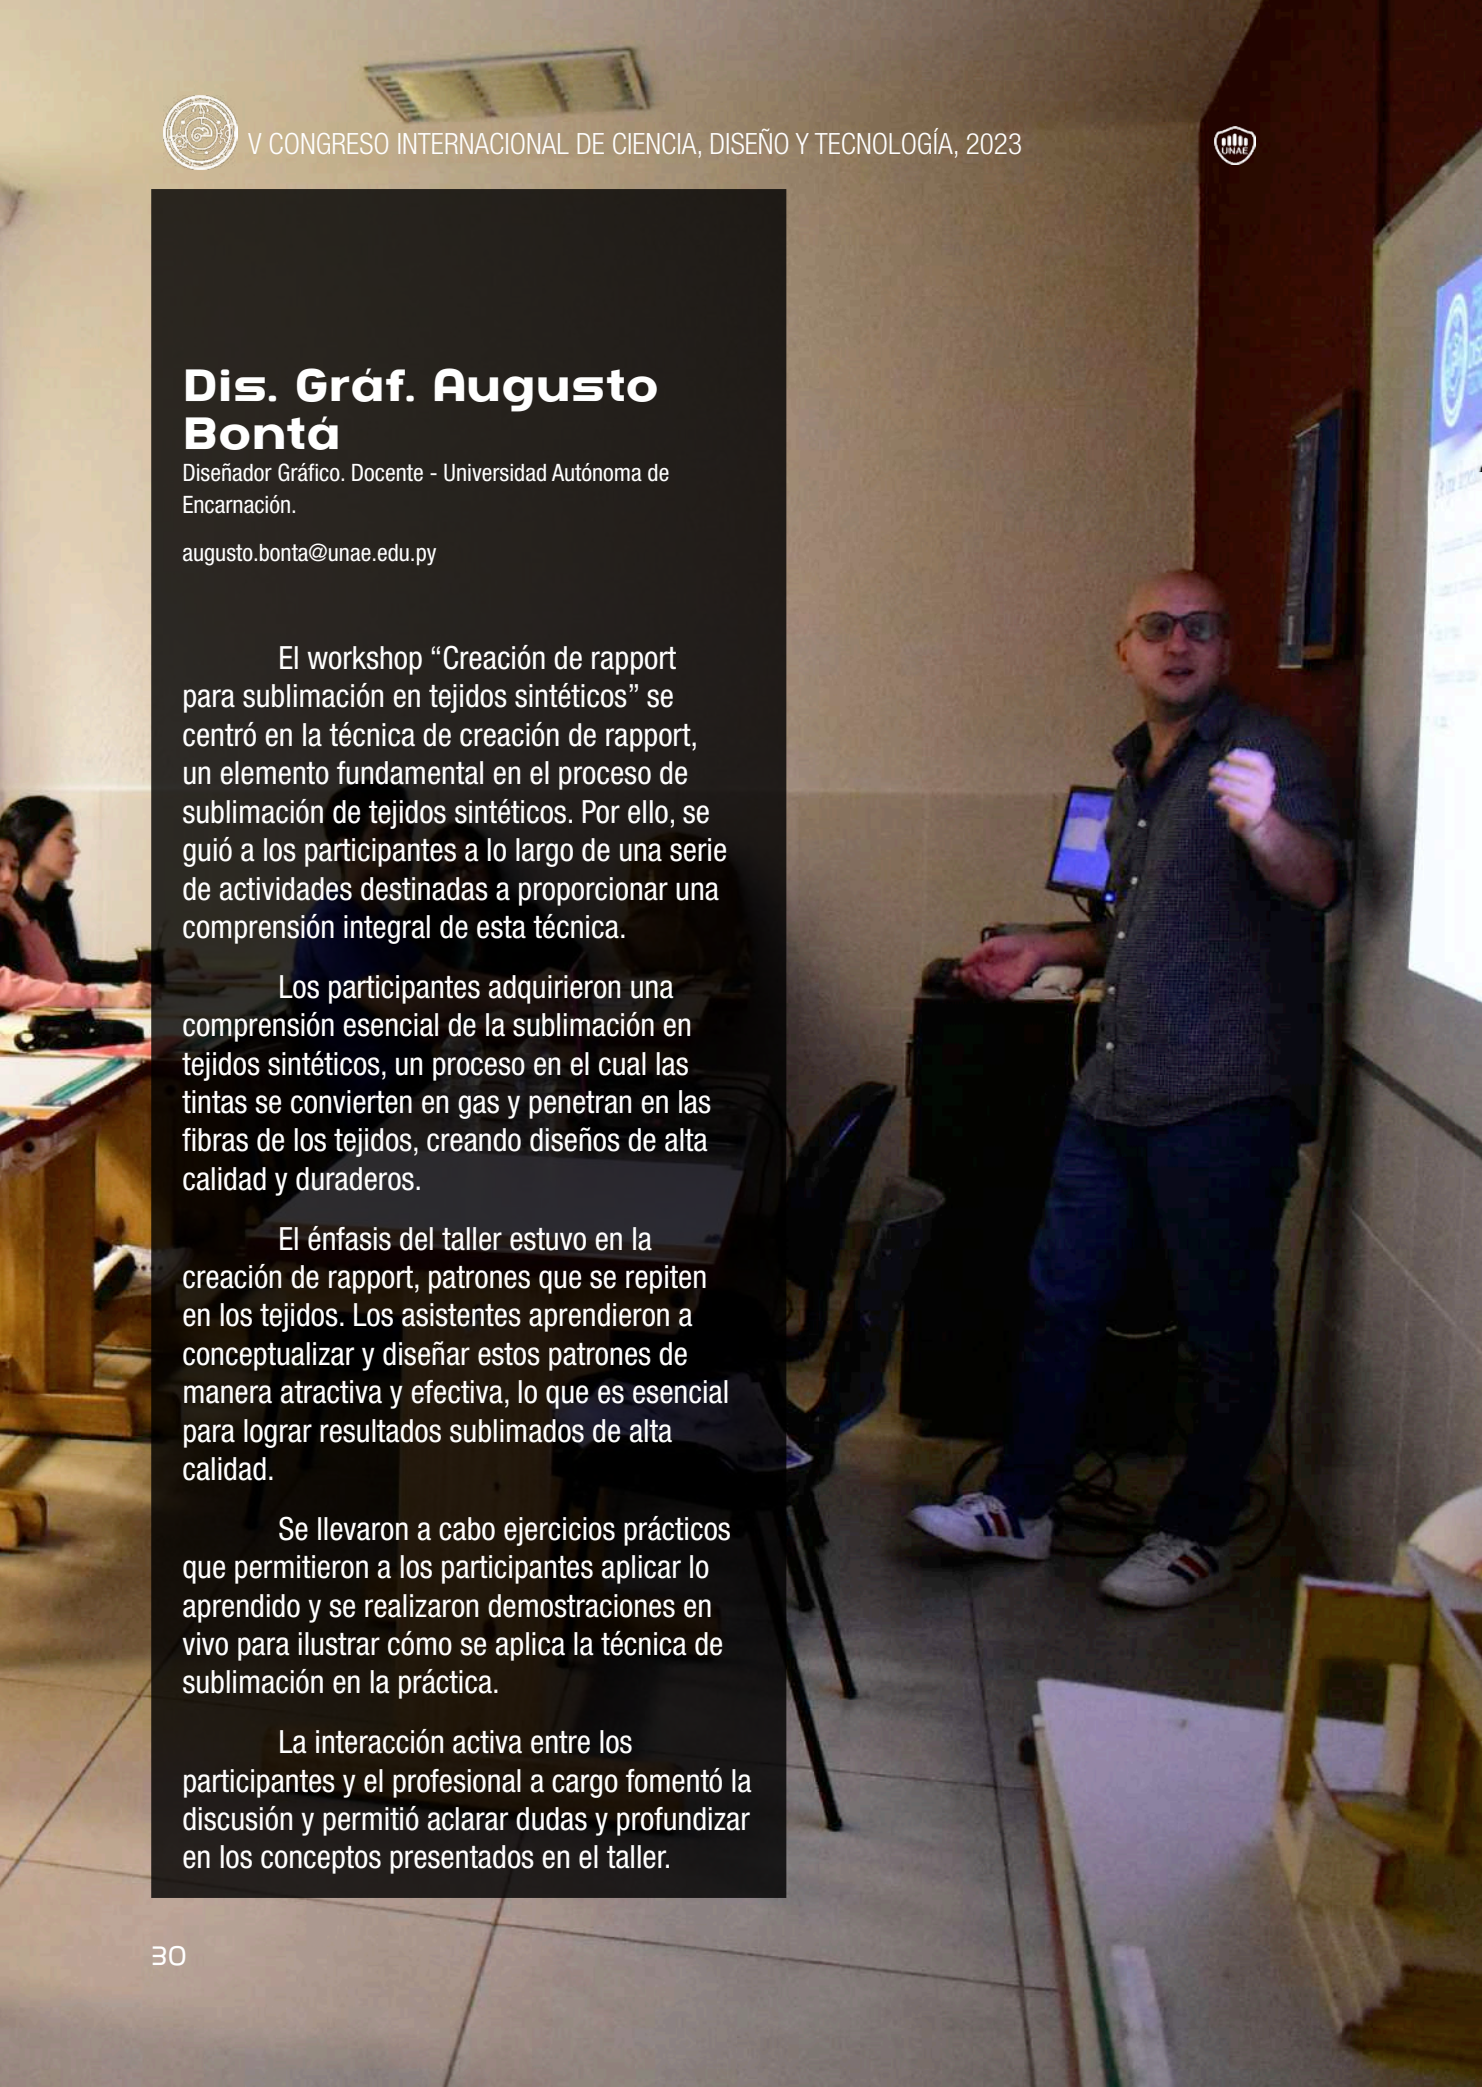 V CONGRESO INTERNACIONAL DE CIENCIA, DISEÑO Y TECNOLOGÍA, 2023
UNAE
Dis. Gráf. Augusto
Bontá
Diseñador Gráfico. Docente - Universidad Autónoma de
Encarnación.
augusto.bonta@unae.edu.py
El workshop “Creación de rapport
para sublimación en tejidos sintéticos” se
centró en la técnica de creación de rapport,
un elemento fundamental en el proceso de
sublimación de tejidos sintéticos. Por ello, se
guió a los participantes a lo largo de una serie
de actividades destinadas a proporcionar una
comprensión integral de esta técnica.
Los participantes adquirieron una
comprensión esencial de la sublimación en
tejidos sintéticos, un proceso en el cual las
tintas se convierten en gas y penetran en las
fibras de los tejidos, creando diseños de alta
calidad y duraderos.
El énfasis del taller estuvo en la
creación de rapport, patrones que se repiten
en los tejidos. Los asistentes aprendieron a
conceptualizar y diseñar estos patrones de
manera atractiva y efectiva, lo que es esencial
para lograr resultados sublimados de alta
calidad.
Se llevaron a cabo ejercicios prácticos
que permitieron a los participantes aplicar lo
aprendido y se realizaron demostraciones en
vivo para ilustrar cómo se aplica la técnica de
sublimación en la práctica.
La interacción activa entre los
participantes y el profesional a cargo fomentó la
discusión y permitió aclarar dudas y profundizar
en los conceptos presentados en el taller.
30